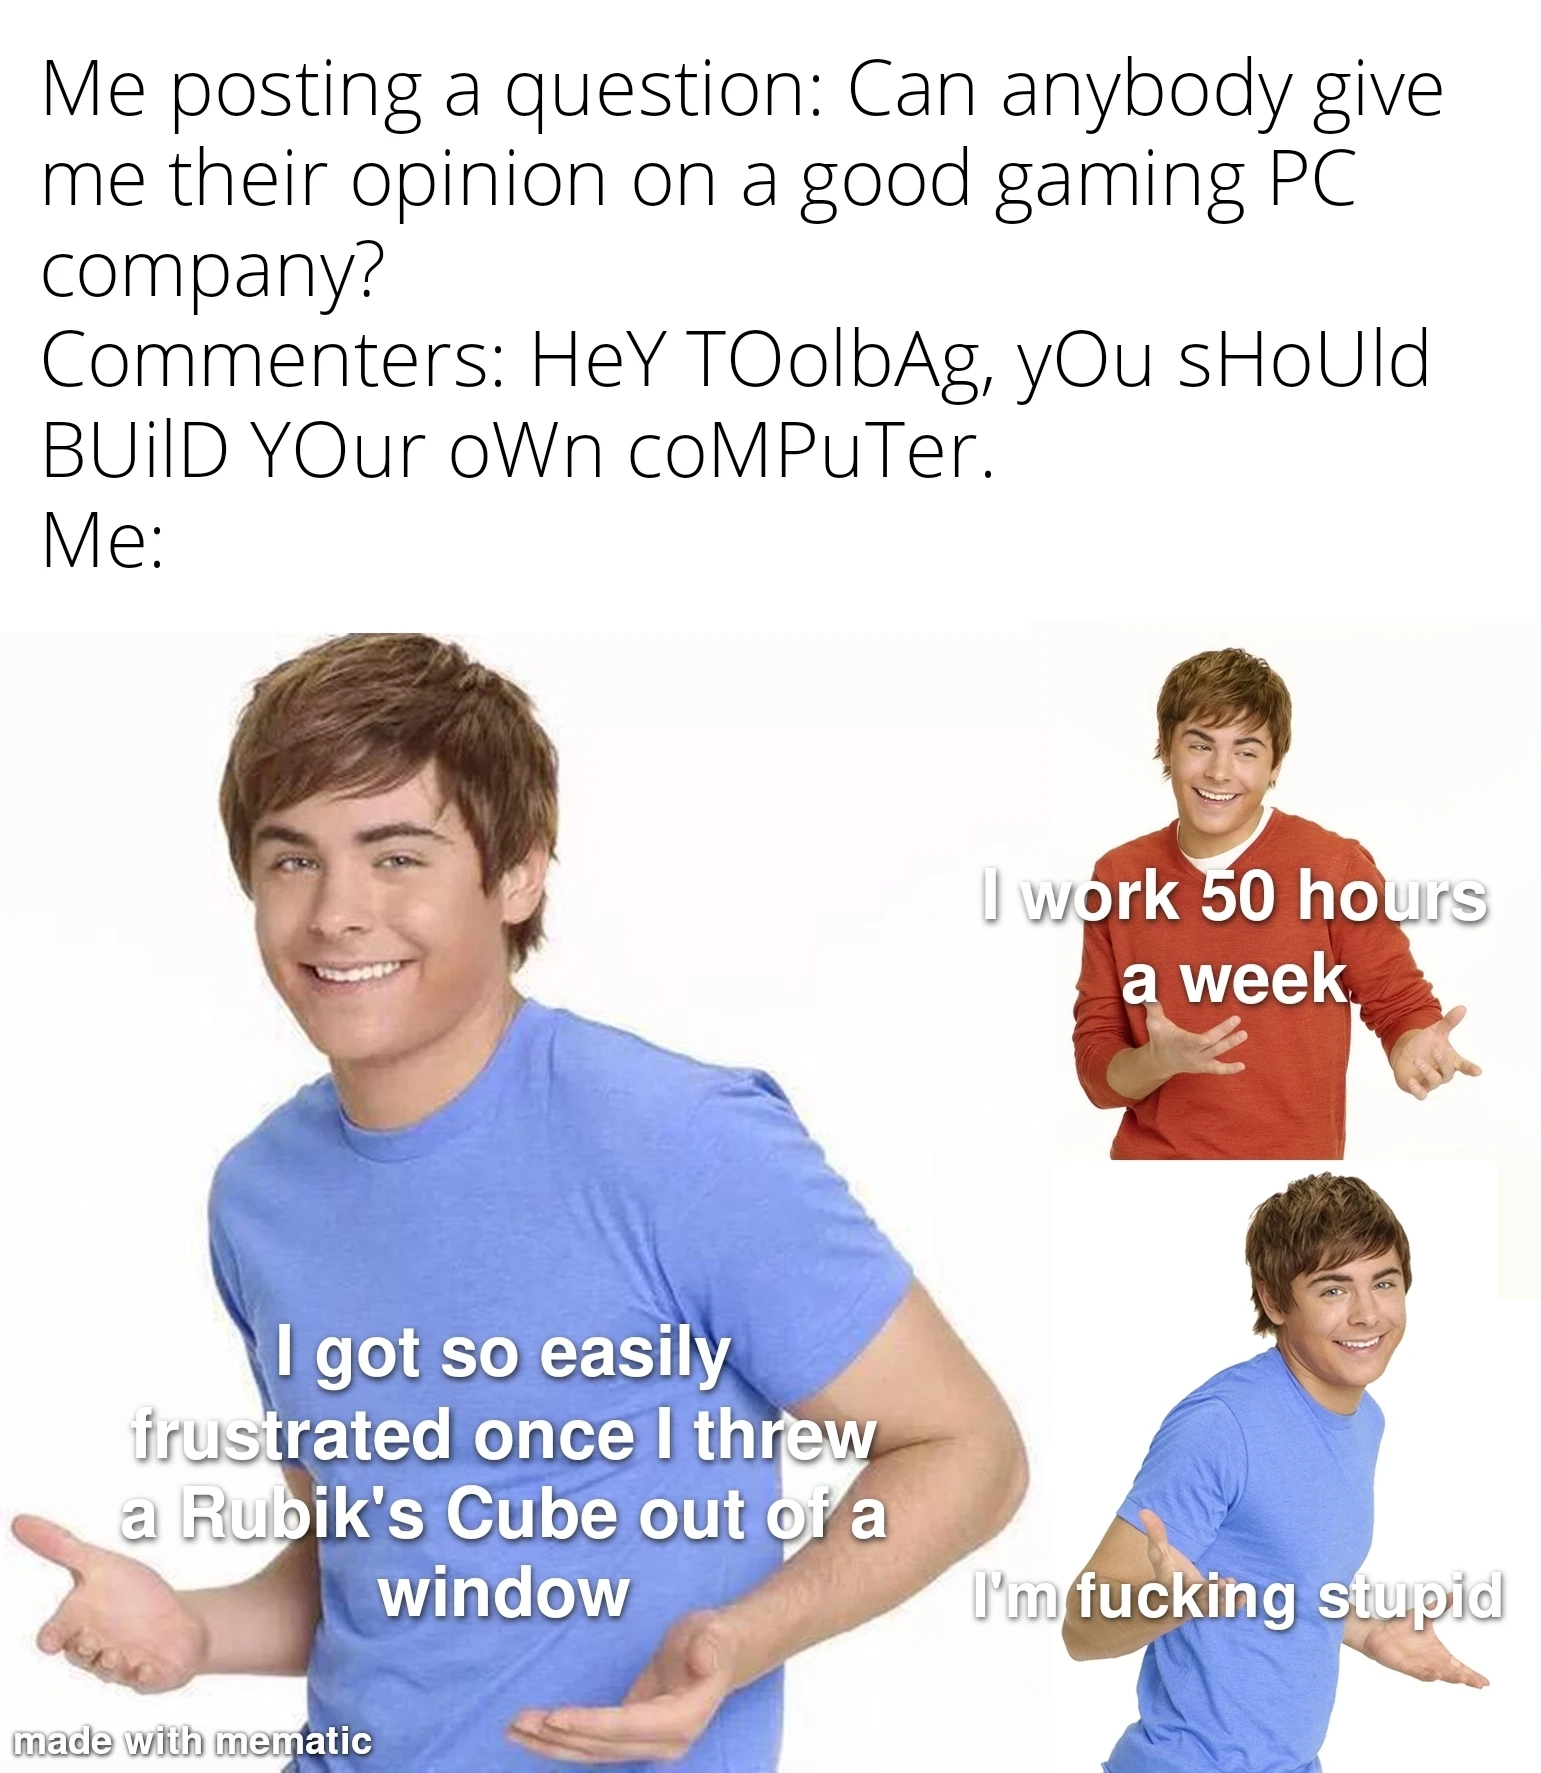 Me posting a question: Can anybody give
me their opinion on a good gaming PC
company?
Commenters: HeY TOolbAg, yOu sHoUld
BUilD YOur oWn coMPuTer.
Me:
I work 50 hours
a week
I got so easily
frustrated once I threw
a Rubik's Cube out of a
window
I'm fucking stupid
made with mematic